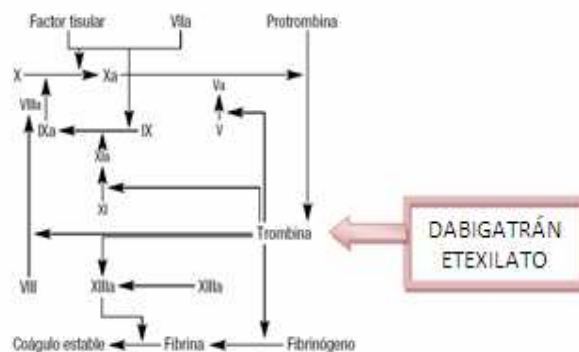 Factor tisular VIIa Protrombina
X Xa
Va
VIIIa
IXa IX V
XIa
XI
Trombina
DABIGATRÁN
ETEXILATO
VIII XIIIa XIIIa
Coágulo estable Fibrina Fibrinógeno